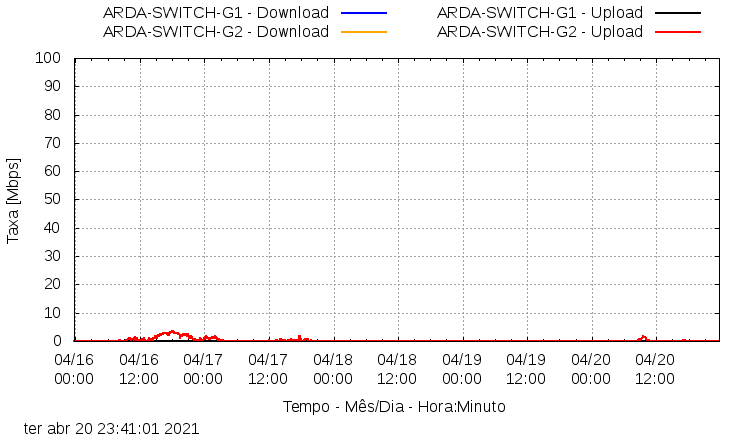 ARDA-SWITCH-G1 - Download ARDA-SWITCH-G1 - Upload
ARDA-SWITCH-G2 - Download ARDA-SWITCH-G2 - Upload
100
90
80
70
60
50
40
30
20
10
0
Taxa [Mbps]
04/16 04/16 04/17 04/17 04/18 04/18 04/19 04/19 04/20 04/20
00:00 12:00 00:00 12:00 00:00 12:00 00:00 12:00 00:00 12:00
Tempo - Mês/Dia - Hora:Minuto
ter abr 20 23:41:01 2021